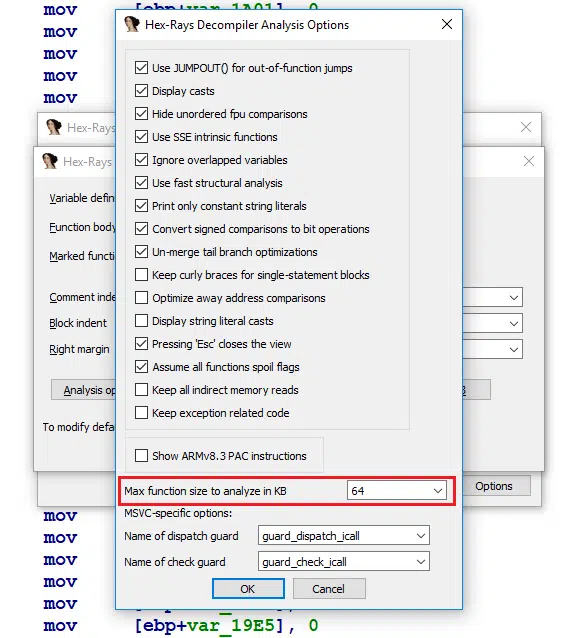 mov [ebp+var_1A01], 0
mov
mov
mov
mov
Hex-Rays Decompiler Analysis Options
Hex-Rays
Hex-Rays
Use JUMPOUT() for out-of-function jumps
Display casts
Hide unordered fpu comparisons
Use SSE intrinsic functions
Ignore overlapped variables
Use fast structural analysis
Print only constant string literals
Convert signed comparisons to bit operations
Un-merge tail branch optimizations
Keep curly braces for single-statement blocks
Optimize away address comparisons
Display string literal casts
Pressing 'Esc' closes the view
Assume all functions spoil flags
Keep all indirect memory reads
Keep exception related code
Show ARMv8.3 PAC instructions
Variable defin
Function body
Marked functi
Comment inde
Block indent
Right margin
Analysis op
To modify defa
Options
Max function size to analyze in KB 64
MSVC-specific options:
Name of dispatch guard guard_dispatch_icall
Name of check guard guard_check_icall
OK Cancel
mov
mov
mov
mov
mov
mov [ebp+var_19E5], 0